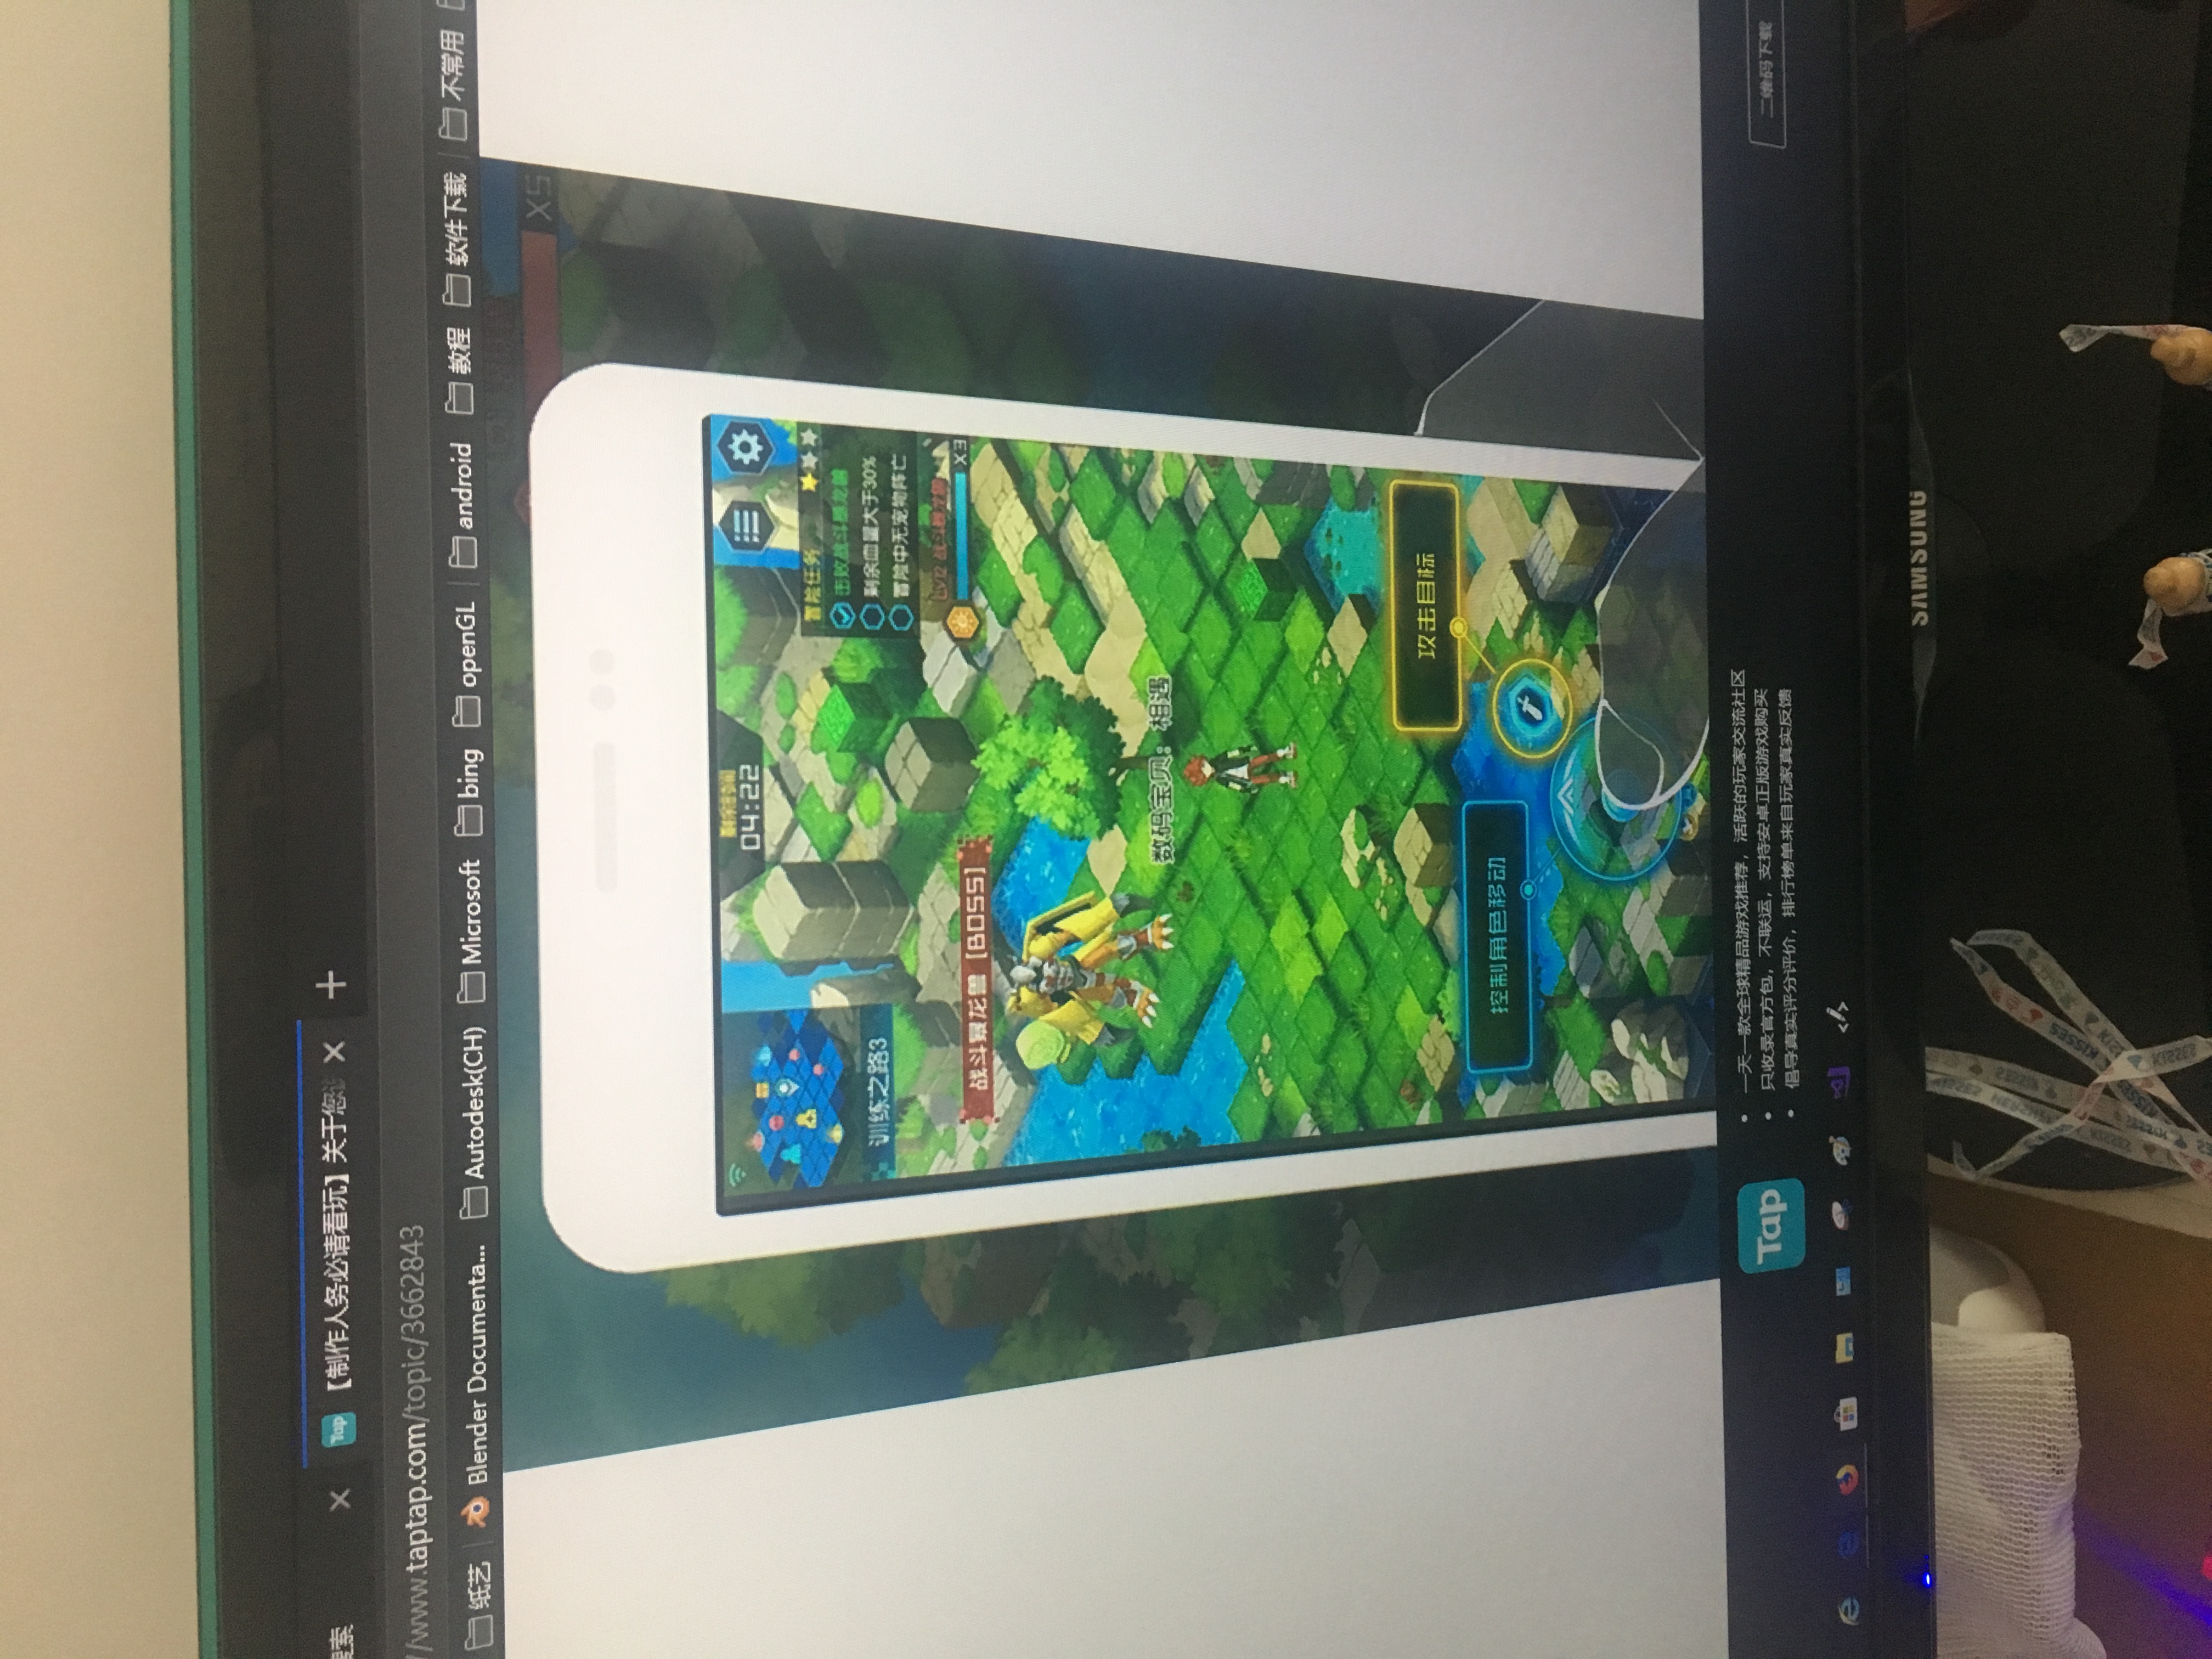 搜索
Tap 【制作人务必请看玩】关于您
//www.taptap.com/topic/3662843
纸艺 Blender Documenta... Autodesk(CH) Microsoft bing openGL android 教程 软件下载 不常用
X5
剩余时间
04:22
冒险任务
击败战斗暴龙兽
剩余血量大于30%
冒险中无宠物阵亡
训练之路3
战斗暴龙兽
X3
战斗暴龙兽 [BOSS]
数码宝贝：相遇
攻击目标
控制角色移动
Tap
• 一天一款全球精品游戏推荐，活跃的玩家交流社区
• 只收录官方包，不联运，支持安卓正版游戏购买
• 倡导真实评分评价，排行榜单来自玩家真实反馈
二维码下载
SAMSUNG
KISSES
KISSES